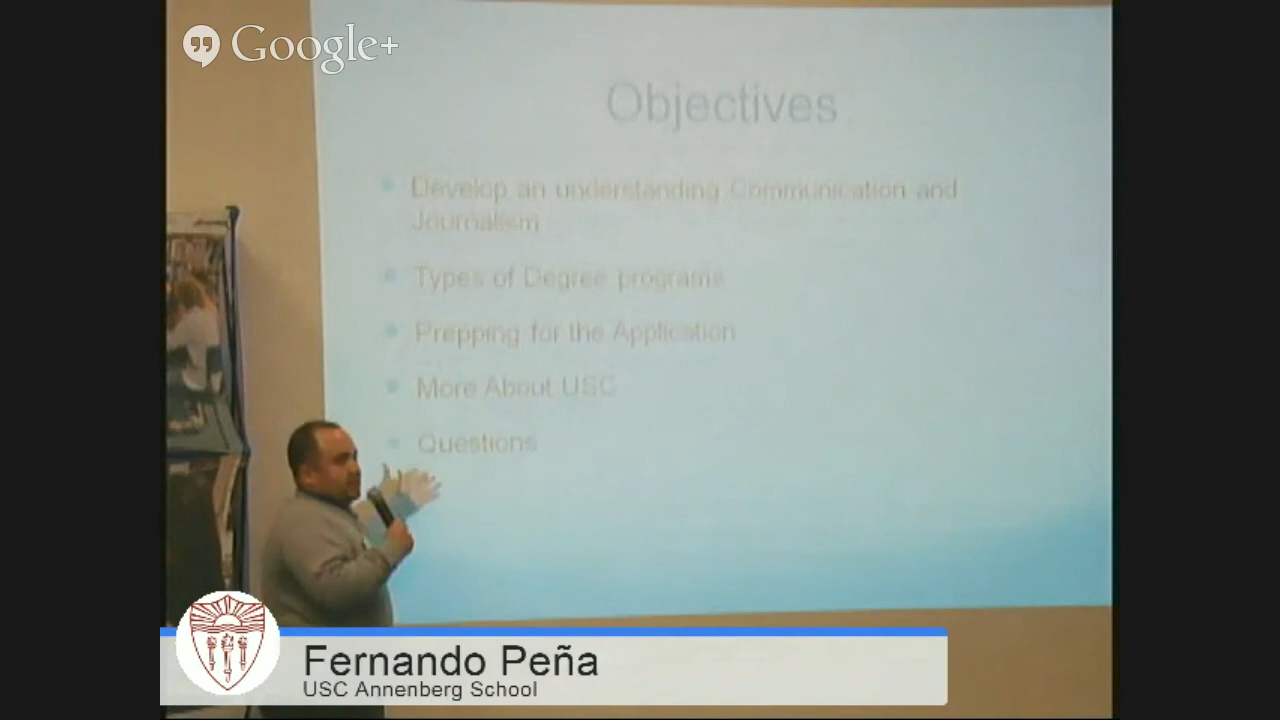 Google+
Objectives
Develop an understanding Communication and
Journalism
Types of Degree programs
Prepping for the Application
More About USC
Questions
Fernando Peña
USC Annenberg School